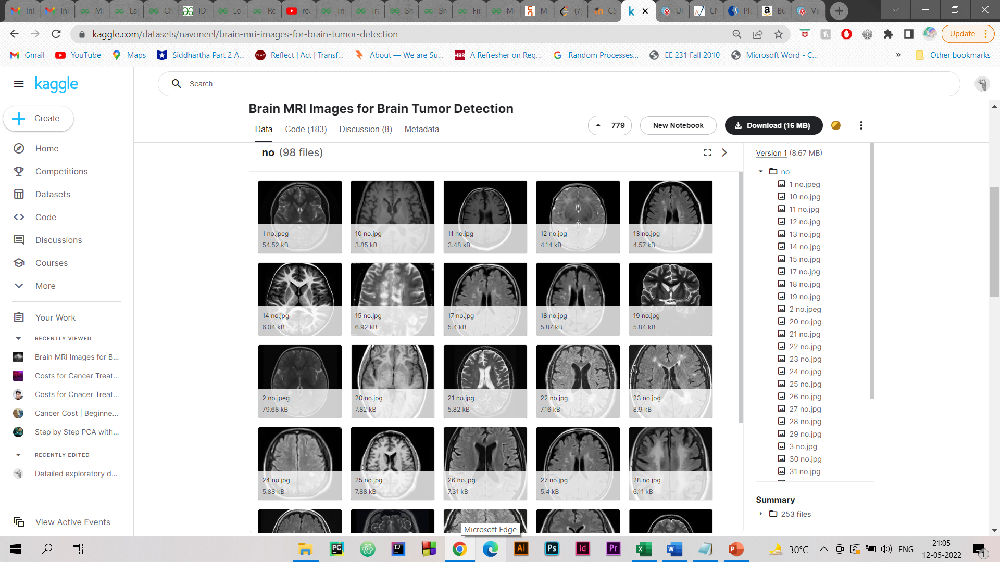 Inl
Inl
Ma
La
Ch
ID
Lo
Re
rea
Tri
Tra
Sn
Sn
Fin
M
M
(7)
CS
Ur
CN
Pl
Bu
Vis
kaggle.com/datasets/navoneel/brain-mri-images-for-brain-tumor-detection
Update
Gmail
YouTube
Maps
Siddhartha Part 2 A...
Reflect | Act | Transf...
About — We are Su...
A Refresher on Reg...
Random Processes...
EE 231 Fall 2010
Microsoft Word - C...
»
Other bookmarks
kaggle
Search
Create
Home
Competitions
Datasets
Code
Discussions
Courses
More
Your Work
RECENTLY VIEWED
Brain MRI Images for B...
Costs for Cancer Treat...
Costs for Cnacer Treat...
Cancer Cost | Beginne...
Step by Step PCA with...
RECENTLY EDITED
Detailed exploratory d...
View Active Events
Brain MRI Images for Brain Tumor Detection
Data
Code (183)
Discussion (8)
Metadata
779
New Notebook
Download (16 MB)
no (98 files)
1 no.jpeg
54.52 kB
10 no.jpg
3.85 kB
11 no.jpg
3.48 kB
12 no.jpg
4.14 kB
13 no.jpg
4.57 kB
14 no.jpg
6.04 kB
15 no.jpg
6.92 kB
17 no.jpg
5.4 kB
18 no.jpg
5.87 kB
19 no.jpg
5.84 kB
2 no.jpeg
79.68 kB
20 no.jpg
7.82 kB
21 no.jpg
5.82 kB
22 no.jpg
7.16 kB
23 no.jpg
8.9 kB
24 no.jpg
5.88 kB
25 no.jpg
7.88 kB
26 no.jpg
7.31 kB
27 no.jpg
5.4 kB
28 no.jpg
6.11 kB
Version 1 (8.67 MB)
no
1 no.jpeg
10 no.jpg
11 no.jpg
12 no.jpg
13 no.jpg
14 no.jpg
15 no.jpg
17 no.jpg
18 no.jpg
19 no.jpg
2 no.jpeg
20 no.jpg
21 no.jpg
22 no.jpg
23 no.jpg
24 no.jpg
25 no.jpg
26 no.jpg
27 no.jpg
28 no.jpg
29 no.jpg
3 no.jpg
30 no.jpg
31 no.jpg
Summary
253 files
Microsoft Edge
30°C
ENG
21:05
12-05-2022
1